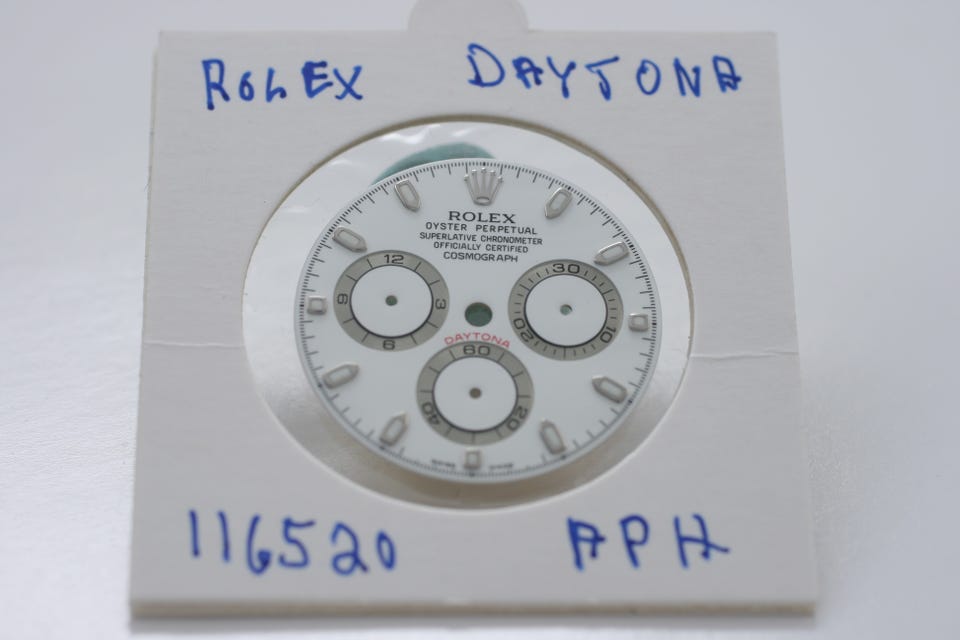 ROLEX DAYTONA
ROLEX
OYSTER PERPETUAL
SUPERLATIVE CHRONOMETER
OFFICIALLY CERTIFIED
COSMOGRAPH
12
3
6
9
30
10
20
DAYTONA
60
20
40
116520 APH